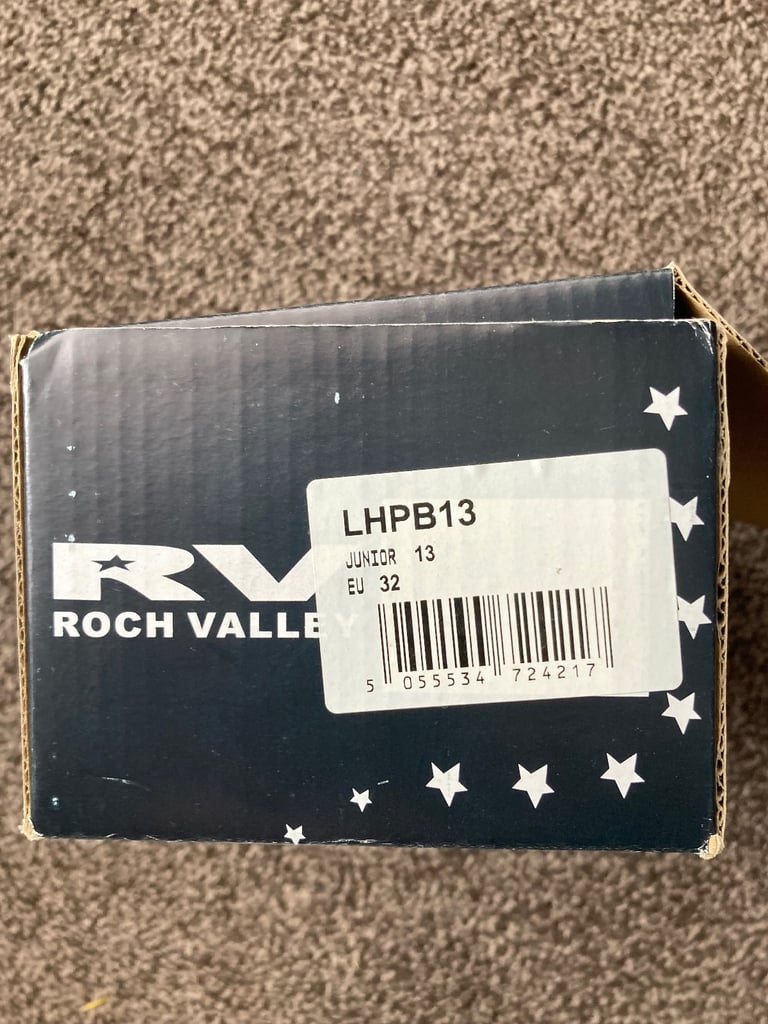 LHPB13
JUNIOR 13
EU 32
RV
ROCH VALLEY
5 055534 724217